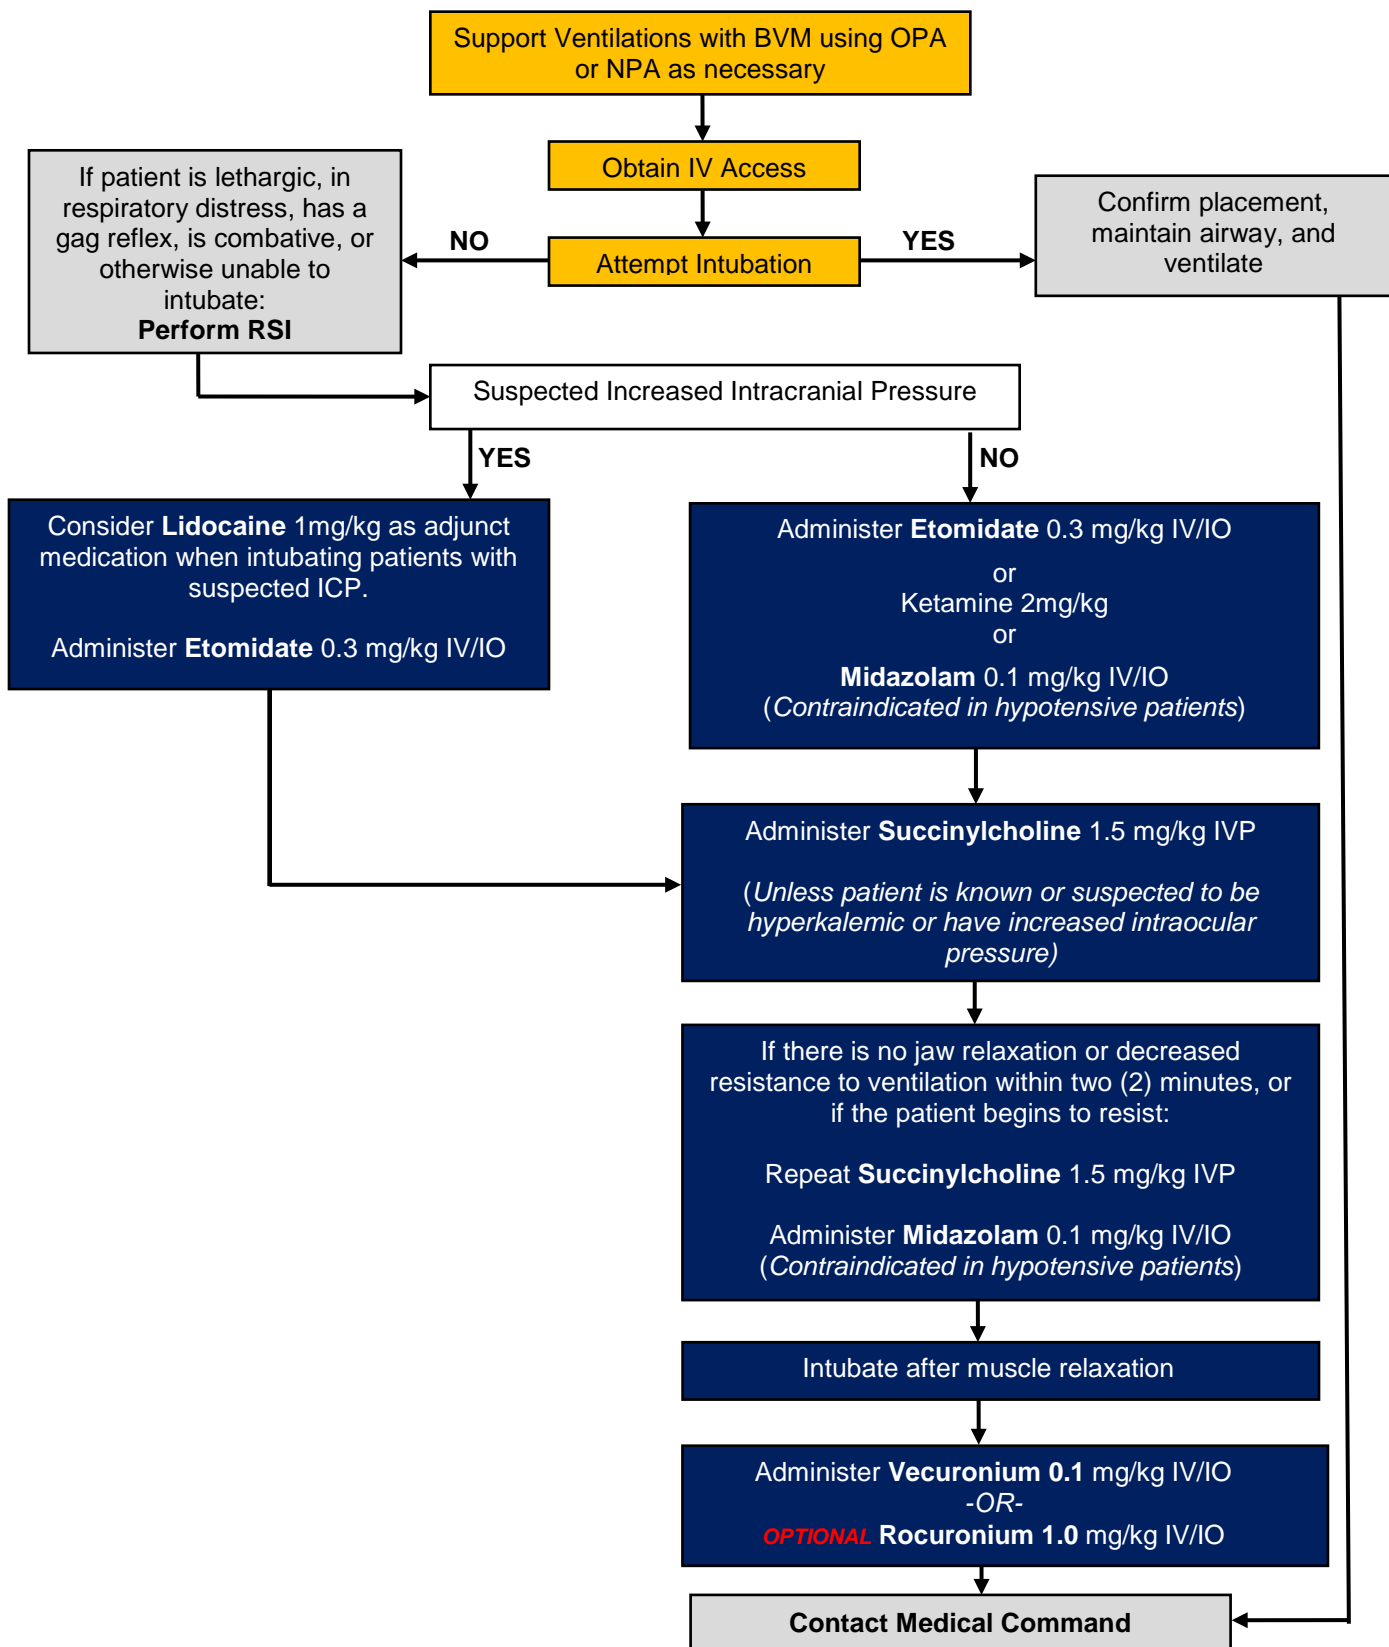 Support Ventilations with BVM using OPA
or NPA as necessary
Obtain IV Access
Attempt Intubation
NO
YES
If patient is lethargic, in
respiratory distress, has a
gag reflex, is combative, or
otherwise unable to
intubate:
Perform RSI
Confirm placement,
maintain airway, and
ventilate
Suspected Increased Intracranial Pressure
YES
NO
Consider Lidocaine 1mg/kg as adjunct
medication when intubating patients with
suspected ICP.
Administer Etomidate 0.3 mg/kg IV/IO
Administer Etomidate 0.3 mg/kg IV/IO
or
Ketamine 2mg/kg
or
Midazolam 0.1 mg/kg IV/IO
(Contraindicated in hypotensive patients)
Administer Succinylcholine 1.5 mg/kg IVP
(Unless patient is known or suspected to be
hyperkalemic or have increased intraocular
pressure)
If there is no jaw relaxation or decreased
resistance to ventilation within two (2) minutes, or
if the patient begins to resist:
Repeat Succinylcholine 1.5 mg/kg IVP
Administer Midazolam 0.1 mg/kg IV/IO
(Contraindicated in hypotensive patients)
Intubate after muscle relaxation
Administer Vecuronium 0.1 mg/kg IV/IO
-OR-
OPTIONAL Rocuronium 1.0 mg/kg IV/IO
Contact Medical Command